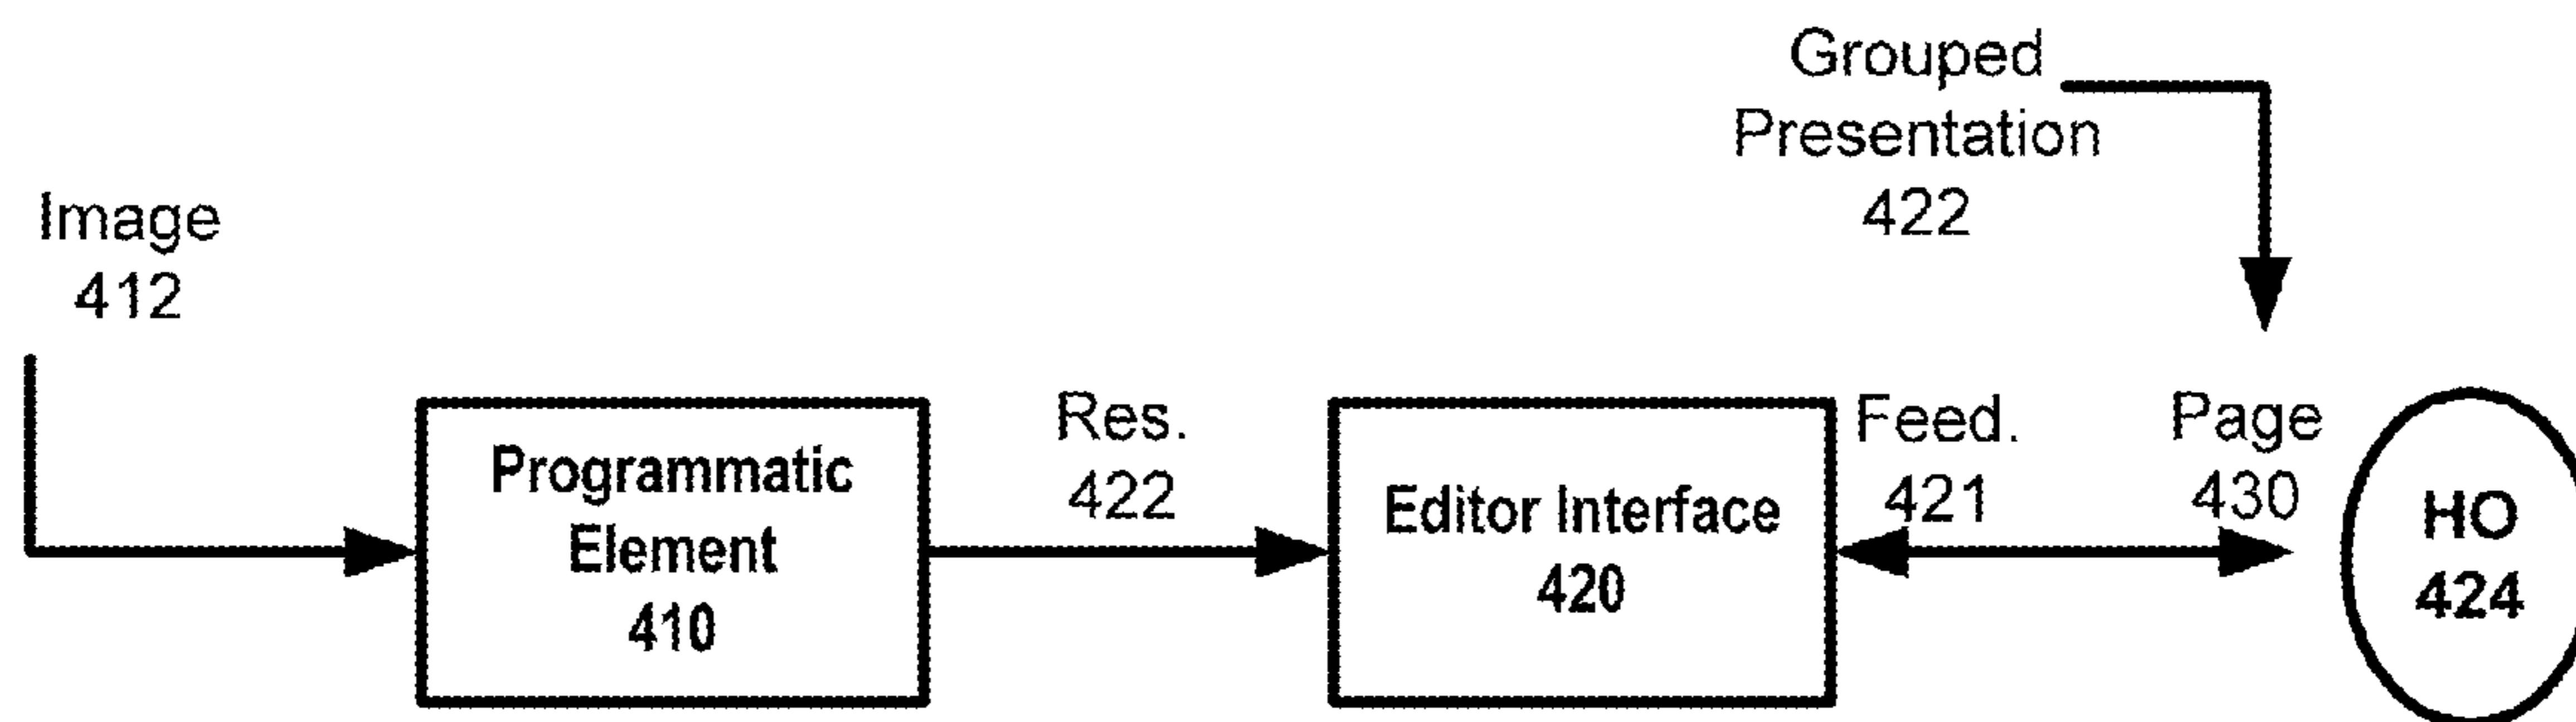 Grouped
Presentation
422
Image
412
Programmatic
Element
410
Res.
422
Editor Interface
420
Feed.
421
Page
430
HO
424